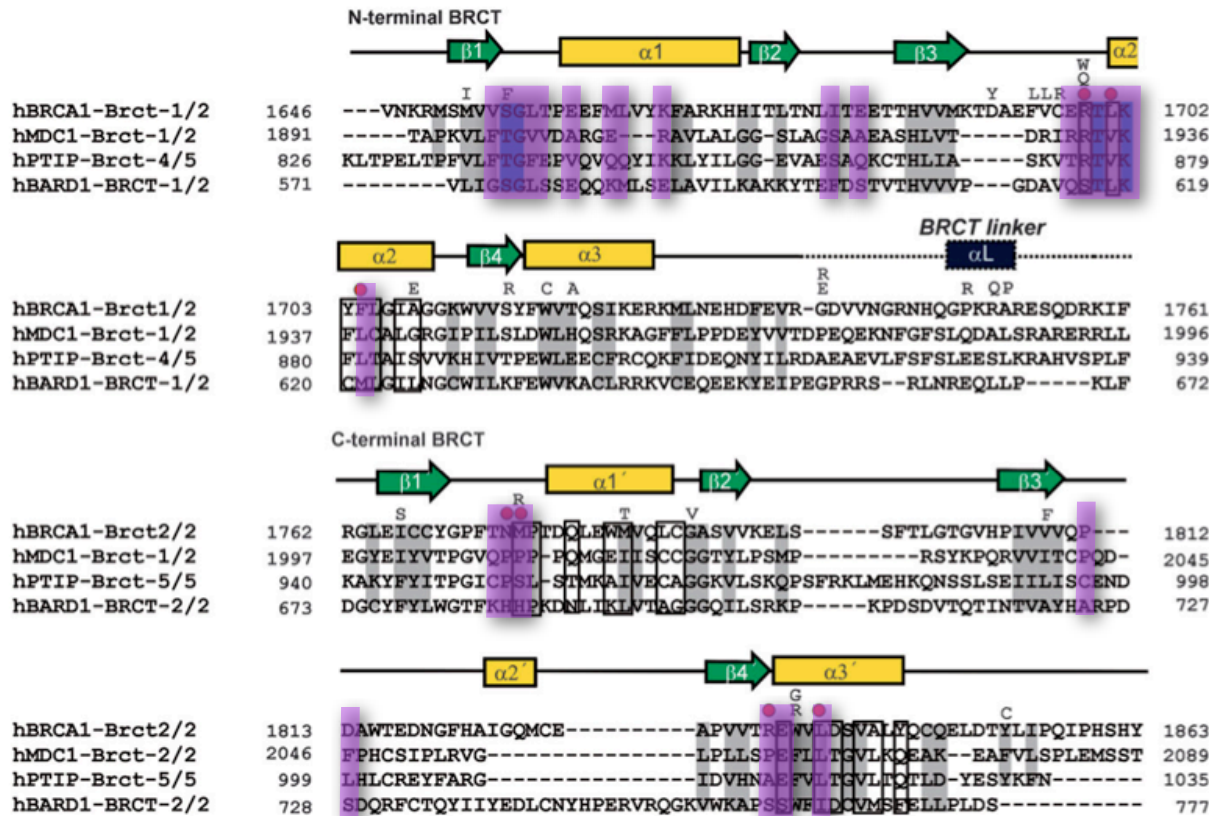 N-terminal BRCT
β1 α1 β2 β3 α2
W
I F Y LLR Q
hBRCA1-Brct-1/2 1646 ---VNKRMSMVVSGLTPEEFMLVYKFARKHHITLTNLITEETTHVVMKTDAEFVCERTLK 1702
hMDC1-Brct-1/2 1891 -----TAPKVLFTGVVDARGE---RAVLALGG-SLAGSAAEASHLVT-----DRIRRTVK 1936
hPTIP-Brct-4/5 826 KLTPELTPFVLFTGFEPVQVQQYIKKLYILGG-EVAESAQKCTHLIA-----SKVTRTVK 879
hBARD1-BRCT-1/2 571 --------VLIGSGLSSEQQKMLSELAVILKAKKYTEFDSTVTHVVVP---GDAVQSTLK 619
BRCT linker
α2 β4 α3 αL
R
E R C A E R QP
hBRCA1-Brct1/2 1703 YFLGIAGGKWVVSYFWVTQSIKERKMLNEHDFEVR-GDVVNGRNHQGPKRARESQDRKIF 1761
hMDC1-Brct-1/2 1937 FLCALGRGIPILSLDWLHQSRKAGFFLPPDEYVVTDPEQEKNFGFSLQDALSRARERRLL 1996
hPTIP-Brct-4/5 880 FLTAISVVKHIVTPEWLEECFRCQKFIDEQNYILRDAEAEVLFSFSLEESLKRAHVSPLF 939
hBARD1-BRCT-1/2 620 CMLGILNGCWILKFEWVKACLRRKVCEQEEKYEIPEGPRRS--RLNREQLLP-----KLF 672
C-terminal BRCT
β1 α1´ β2´ β3´
S R T V F
hBRCA1-Brct2/2 1762 RGLEICCYGPFTNMPTDQLEWMVQLCGASVVKELS-----SFTLGTGVHPIVVVQP---- 1812
hMDC1-Brct-1/2 1997 EGYEIYVTPGVQPPPPQMGEIISCCGGTYLPSMP------RSYKPQRVVITCPQD- 2045
hPTIP-Brct-5/5 940 KAKYFYITPGICPSL-STMKAIVECAGGKVLSKQPSFRKLMEHKQNSSLSEIILISCEND 998
hBARD1-BRCT-2/2 673 DGCYFYLWGTFKHHPKDNLIKLVTAGGGQILSRKP-----KPDSDVTQTINTVAYHARPD 727
α2´ β4 α3´
G
R C
hBRCA1-Brct2/2 1813 DAWTEDNGFHAIGQMCE----------APVVTREWVLDSVALYQCQELDTYLIPQIPHSHY 1863
hMDC1-Brct-2/2 2046 FPHCSIPLRVG----------------LPLLSPEFLLTGVLKQEAKAEAFVLSPLEMSST 2089
hPTIP-Brct-5/5 999 LHLCREYFARG----------------IDVHNAEFVLTGVLTQTLD-YESYKFN------ 1035
hBARD1-BRCT-2/2 728 SDQRFCTQYIIYEDLCNYHPERVRQGKVWKAPSSWFIDCVMSFELLPLDS----------- 777